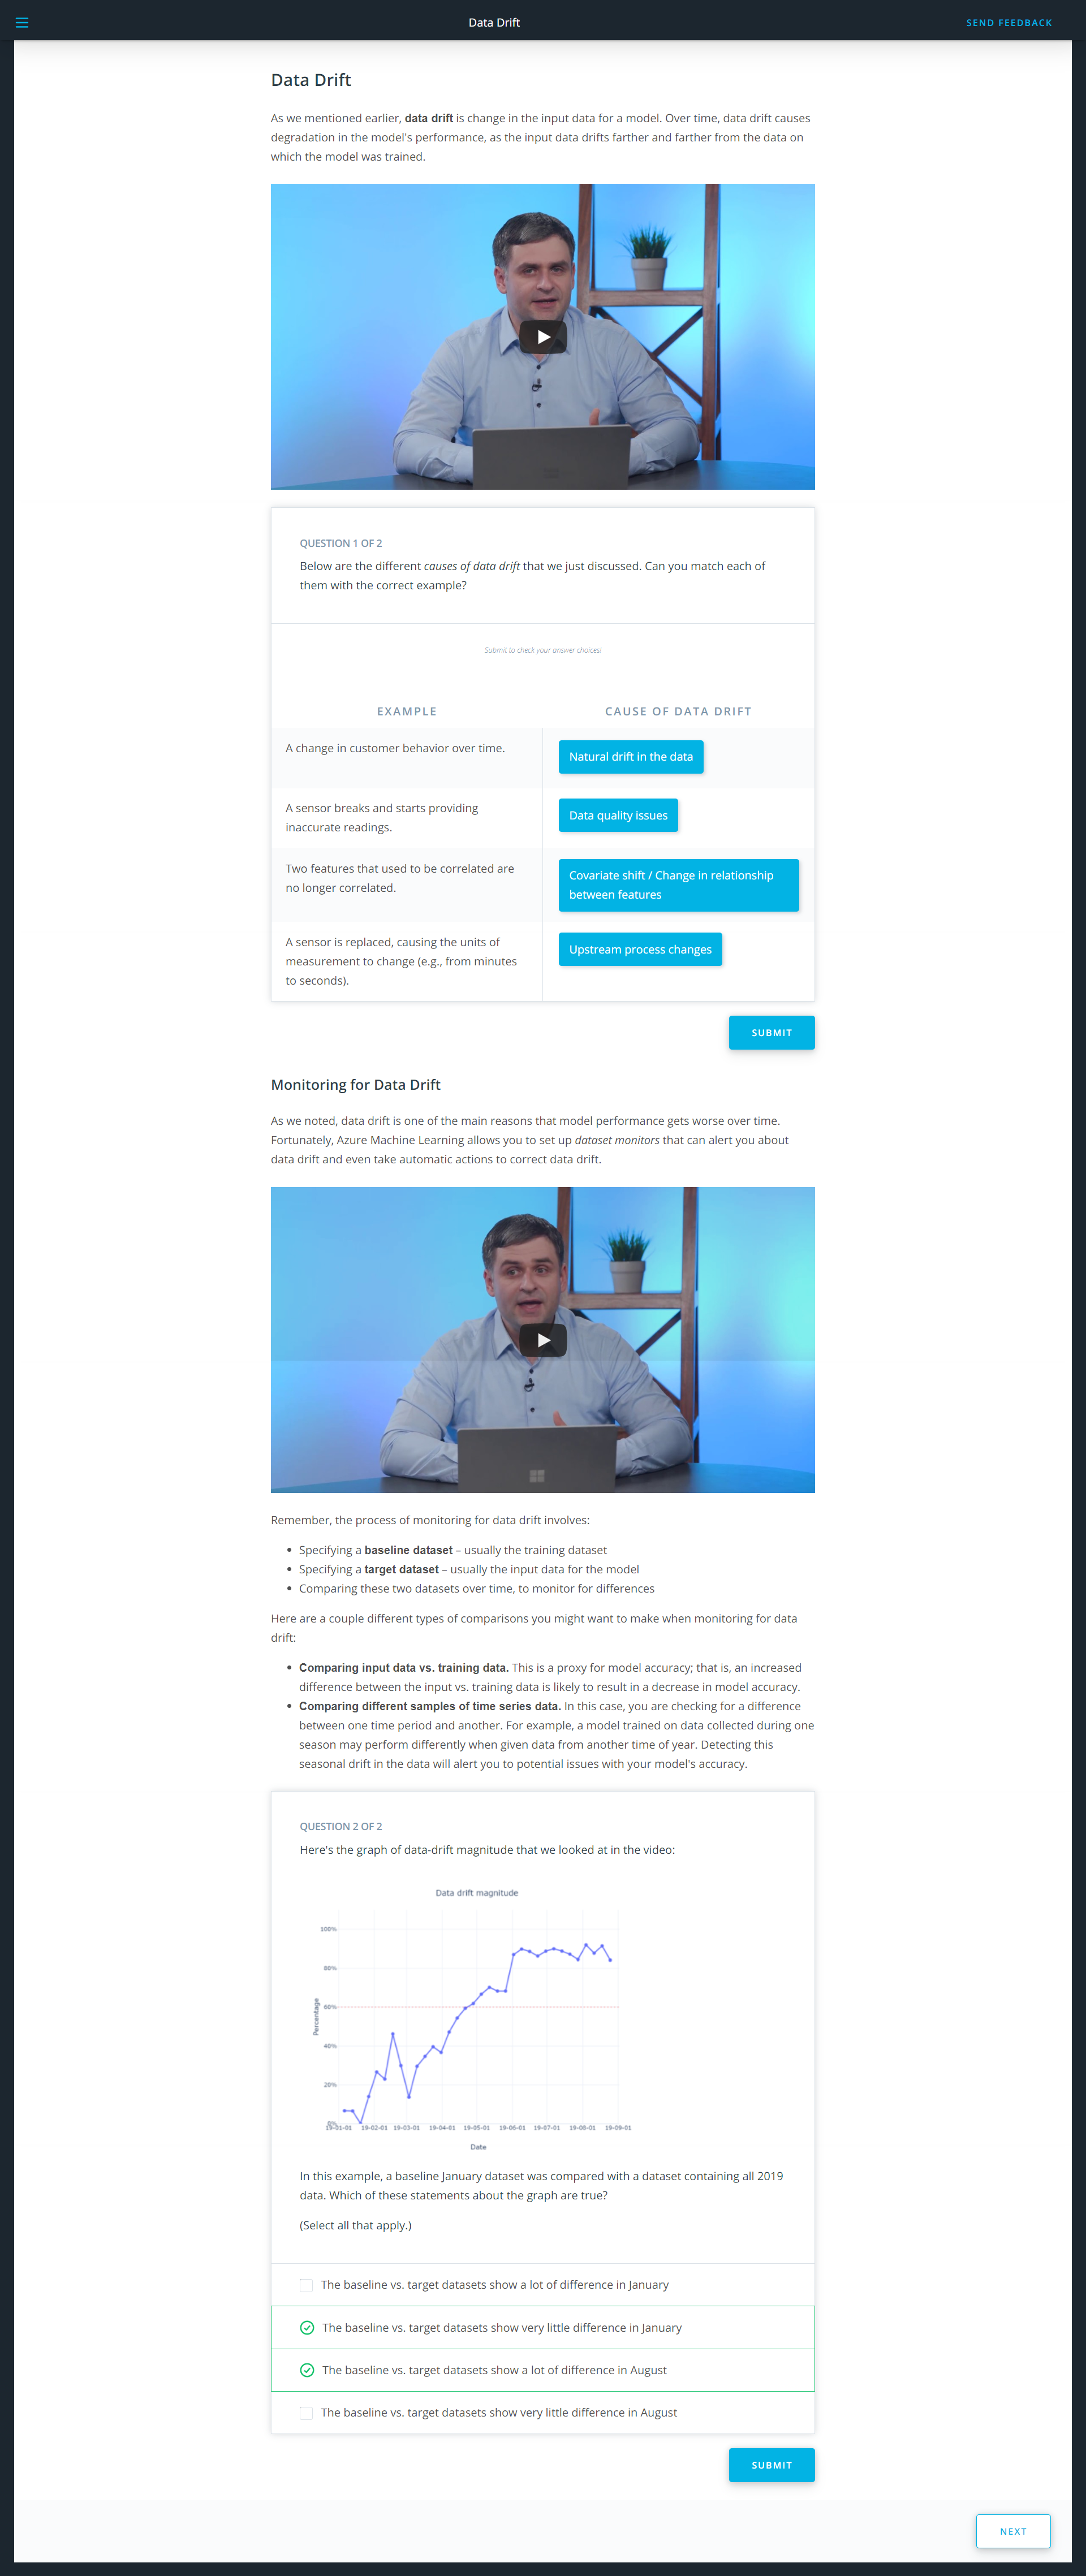 Data Drift
SEND FEEDBACK
Data Drift
As we mentioned earlier, data drift is change in the input data for a model. Over time, data drift causes
degradation in the model's performance, as the input data drifts farther and farther from the data on
which the model was trained.
QUESTION 1 OF 2
Below are the different causes of data drift that we just discussed. Can you match each of
them with the correct example?
Submit to check your answer choices!
EXAMPLE
CAUSE OF DATA DRIFT
A change in customer behavior over time.
Natural drift in the data
A sensor breaks and starts providing
inaccurate readings.
Data quality issues
Two features that used to be correlated are
no longer correlated.
Covariate shift / Change in relationship
between features
A sensor is replaced, causing the units of
measurement to change (e.g., from minutes
to seconds).
Upstream process changes
SUBMIT
Monitoring for Data Drift
As we noted, data drift is one of the main reasons that model performance gets worse over time.
Fortunately, Azure Machine Learning allows you to set up dataset monitors that can alert you about
data drift and even take automatic actions to correct data drift.
Remember, the process of monitoring for data drift involves:
• Specifying a baseline dataset – usually the training dataset
• Specifying a target dataset – usually the input data for the model
• Comparing these two datasets over time, to monitor for differences
Here are a couple different types of comparisons you might want to make when monitoring for data
drift:
• Comparing input data vs. training data. This is a proxy for model accuracy; that is, an increased
difference between the input vs. training data is likely to result in a decrease in model accuracy.
• Comparing different samples of time series data. In this case, you are checking for a difference
between one time period and another. For example, a model trained on data collected during one
season may perform differently when given data from another time of year. Detecting this
seasonal drift in the data will alert you to potential issues with your model's accuracy.
QUESTION 2 OF 2
Here's the graph of data-drift magnitude that we looked at in the video:
Data drift magnitude
100%
80%
60%
40%
20%
0%
Percentage
19-01-01 19-02-01 19-03-01 19-04-01 19-05-01 19-06-01 19-07-01 19-08-01 19-09-01
Date
In this example, a baseline January dataset was compared with a dataset containing all 2019
data. Which of these statements about the graph are true?
(Select all that apply.)
The baseline vs. target datasets show a lot of difference in January
The baseline vs. target datasets show very little difference in January
The baseline vs. target datasets show a lot of difference in August
The baseline vs. target datasets show very little difference in August
SUBMIT
NEXT